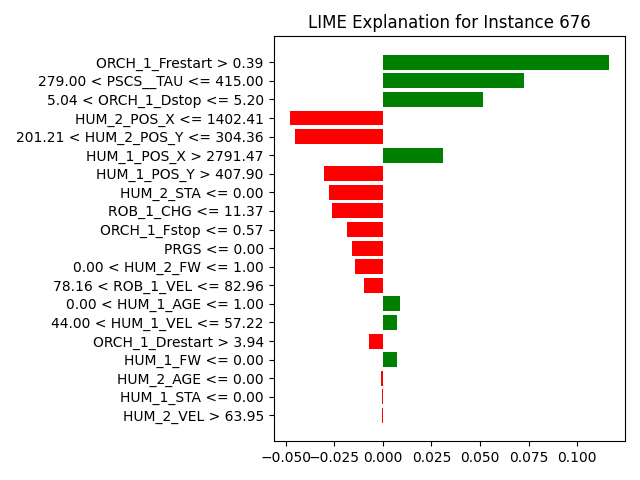 LIME Explanation for Instance 676
ORCH_1_Frestart > 0.39
279.00 < PSCS__TAU <= 415.00
5.04 < ORCH_1_Dstop <= 5.20
HUM_2_POS_X <= 1402.41
201.21 < HUM_2_POS_Y <= 304.36
HUM_1_POS_X > 2791.47
HUM_1_POS_Y > 407.90
HUM_2_STA <= 0.00
ROB_1_CHG <= 11.37
ORCH_1_Fstop <= 0.57
PRGS <= 0.00
0.00 < HUM_2_FW <= 1.00
78.16 < ROB_1_VEL <= 82.96
0.00 < HUM_1_AGE <= 1.00
44.00 < HUM_1_VEL <= 57.22
ORCH_1_Drestart > 3.94
HUM_1_FW <= 0.00
HUM_2_AGE <= 0.00
HUM_1_STA <= 0.00
HUM_2_VEL > 63.95
−0.050 −0.025 0.000 0.025 0.050 0.075 0.100